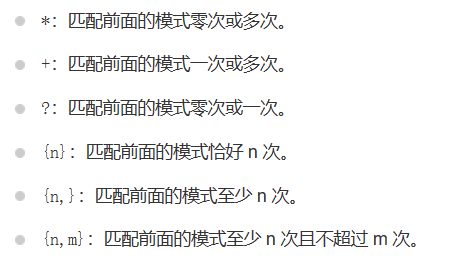 *：匹配前面的模式零次或多次。
+：匹配前面的模式一次或多次。
?：匹配前面的模式零次或一次。
{n}：匹配前面的模式恰好 n 次。
{n,}：匹配前面的模式至少 n 次。
{n,m}：匹配前面的模式至少 n 次且不超过 m 次。